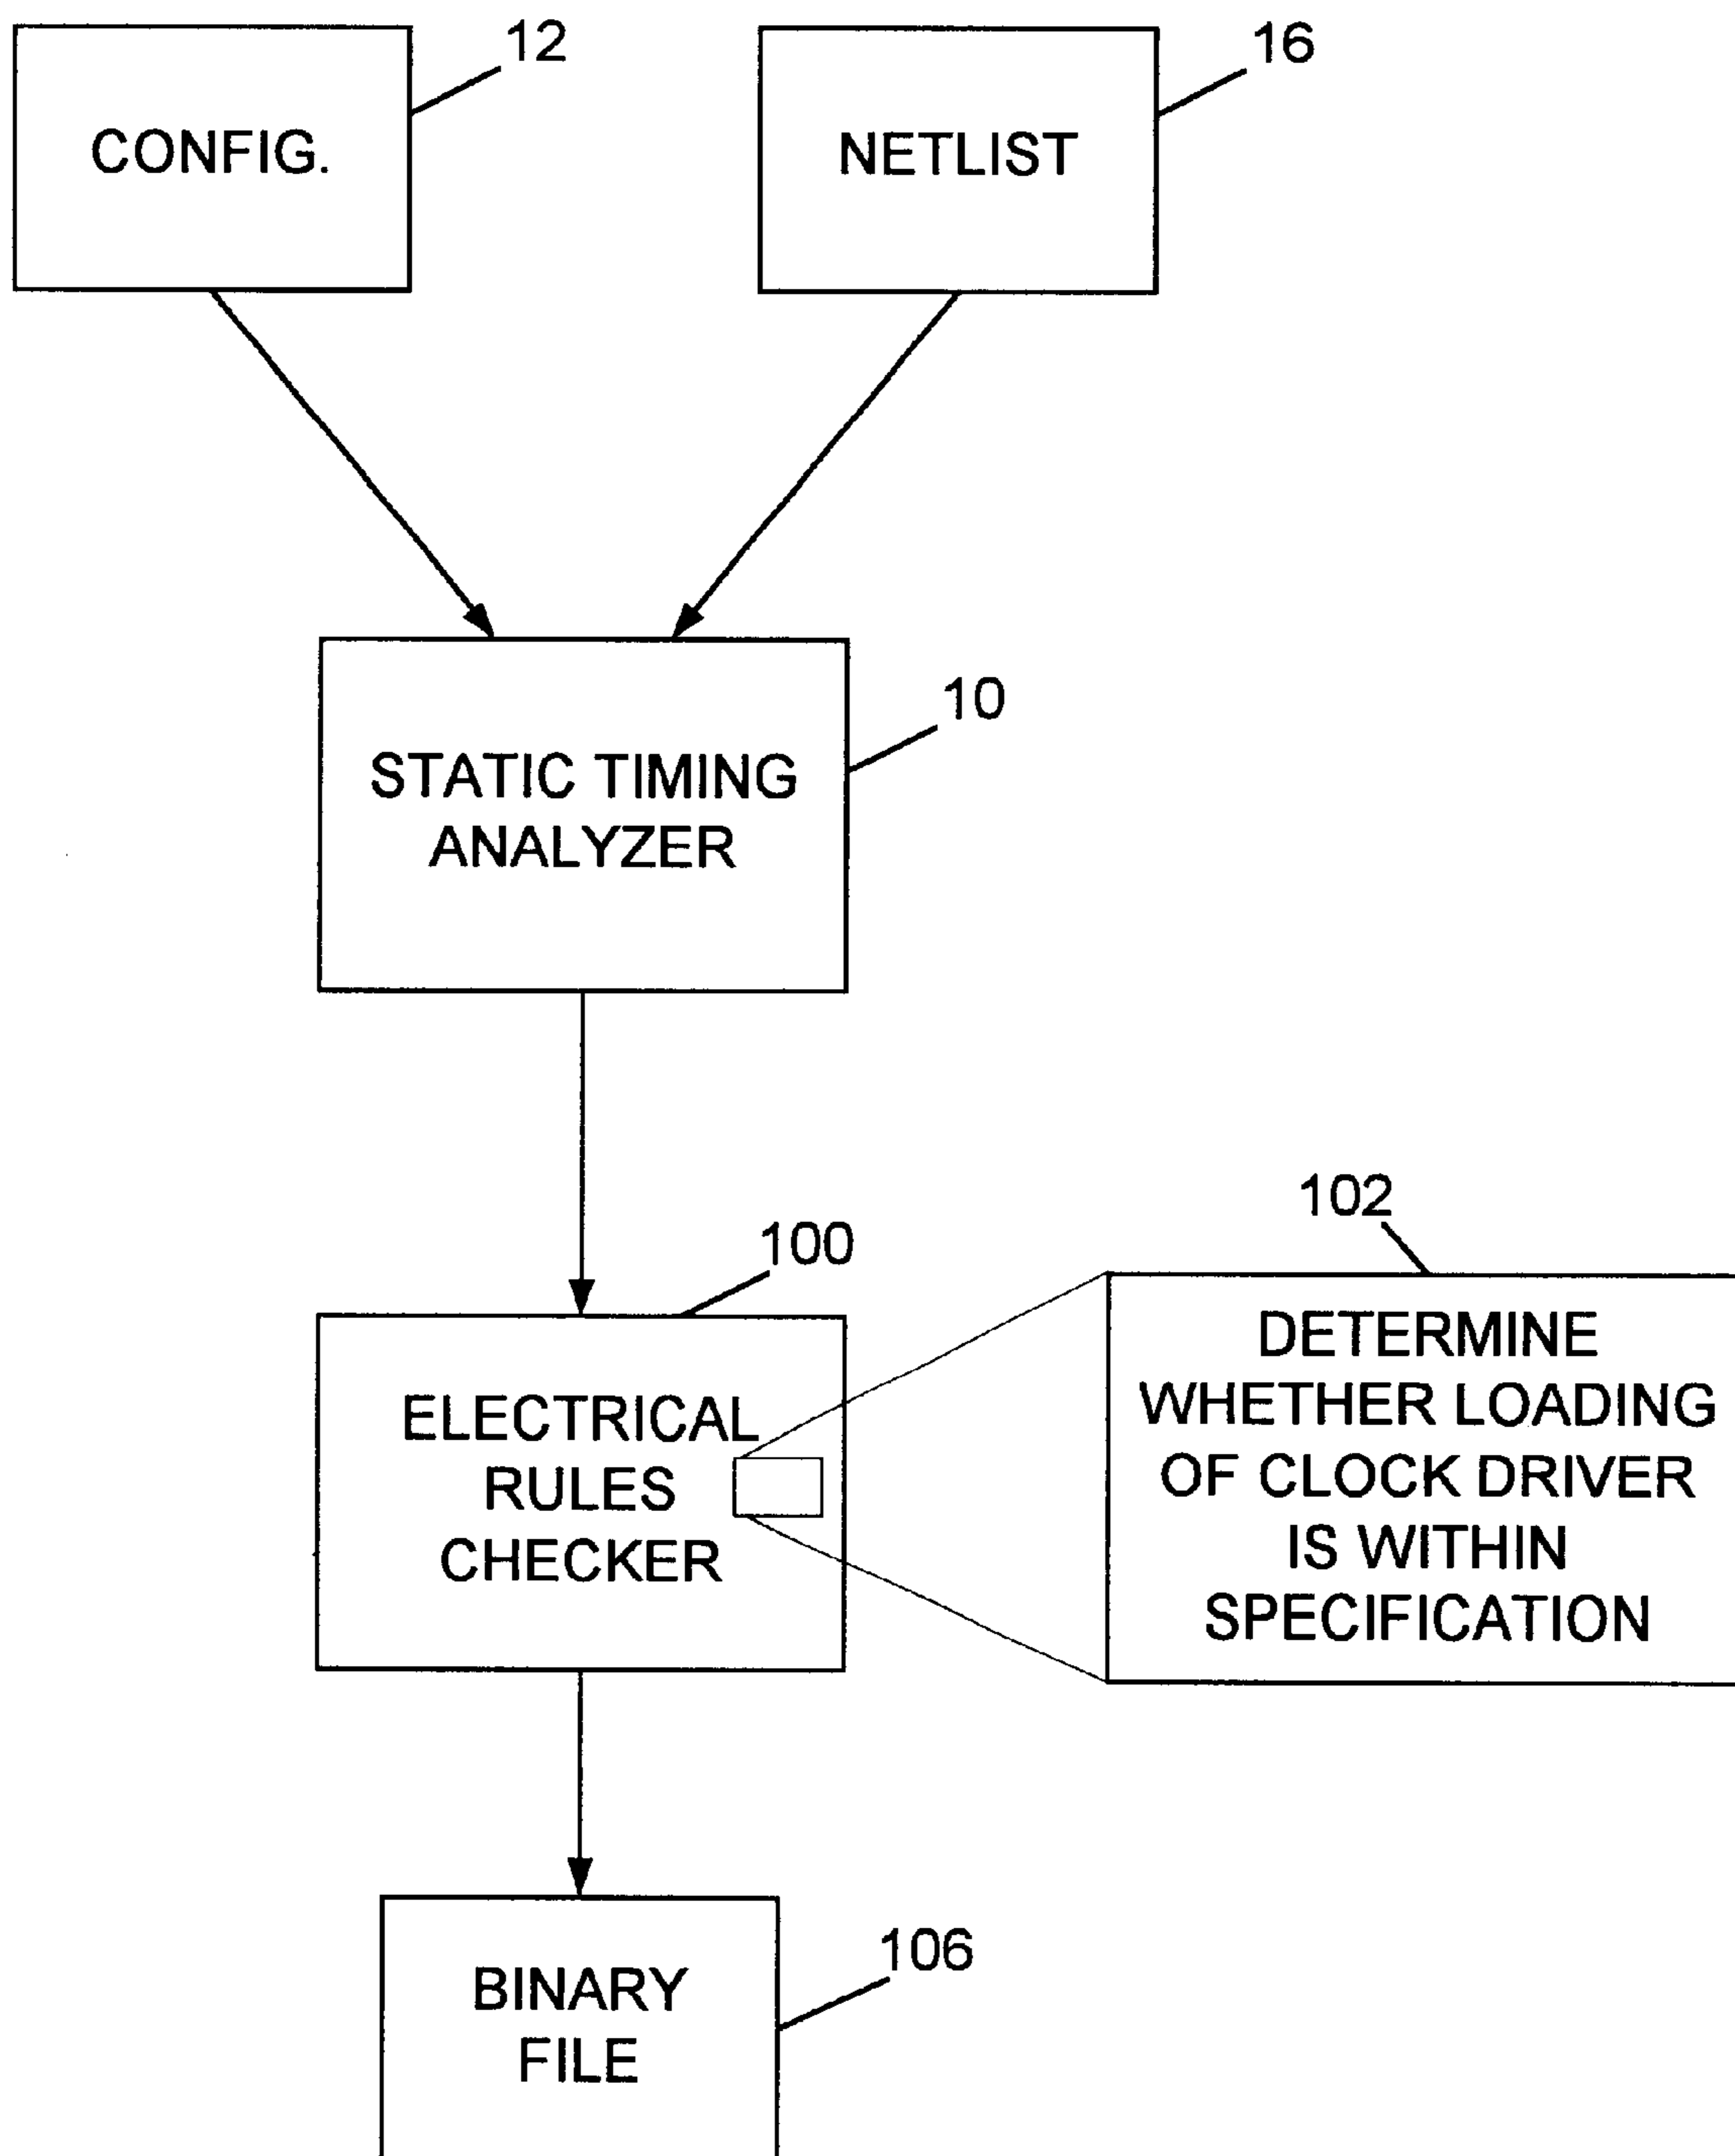 12
16
CONFIG.
NETLIST
10
STATIC TIMING
ANALYZER
100
102
ELECTRICAL
RULES
CHECKER
DETERMINE
WHETHER LOADING
OF CLOCK DRIVER
IS WITHIN
SPECIFICATION
106
BINARY
FILE